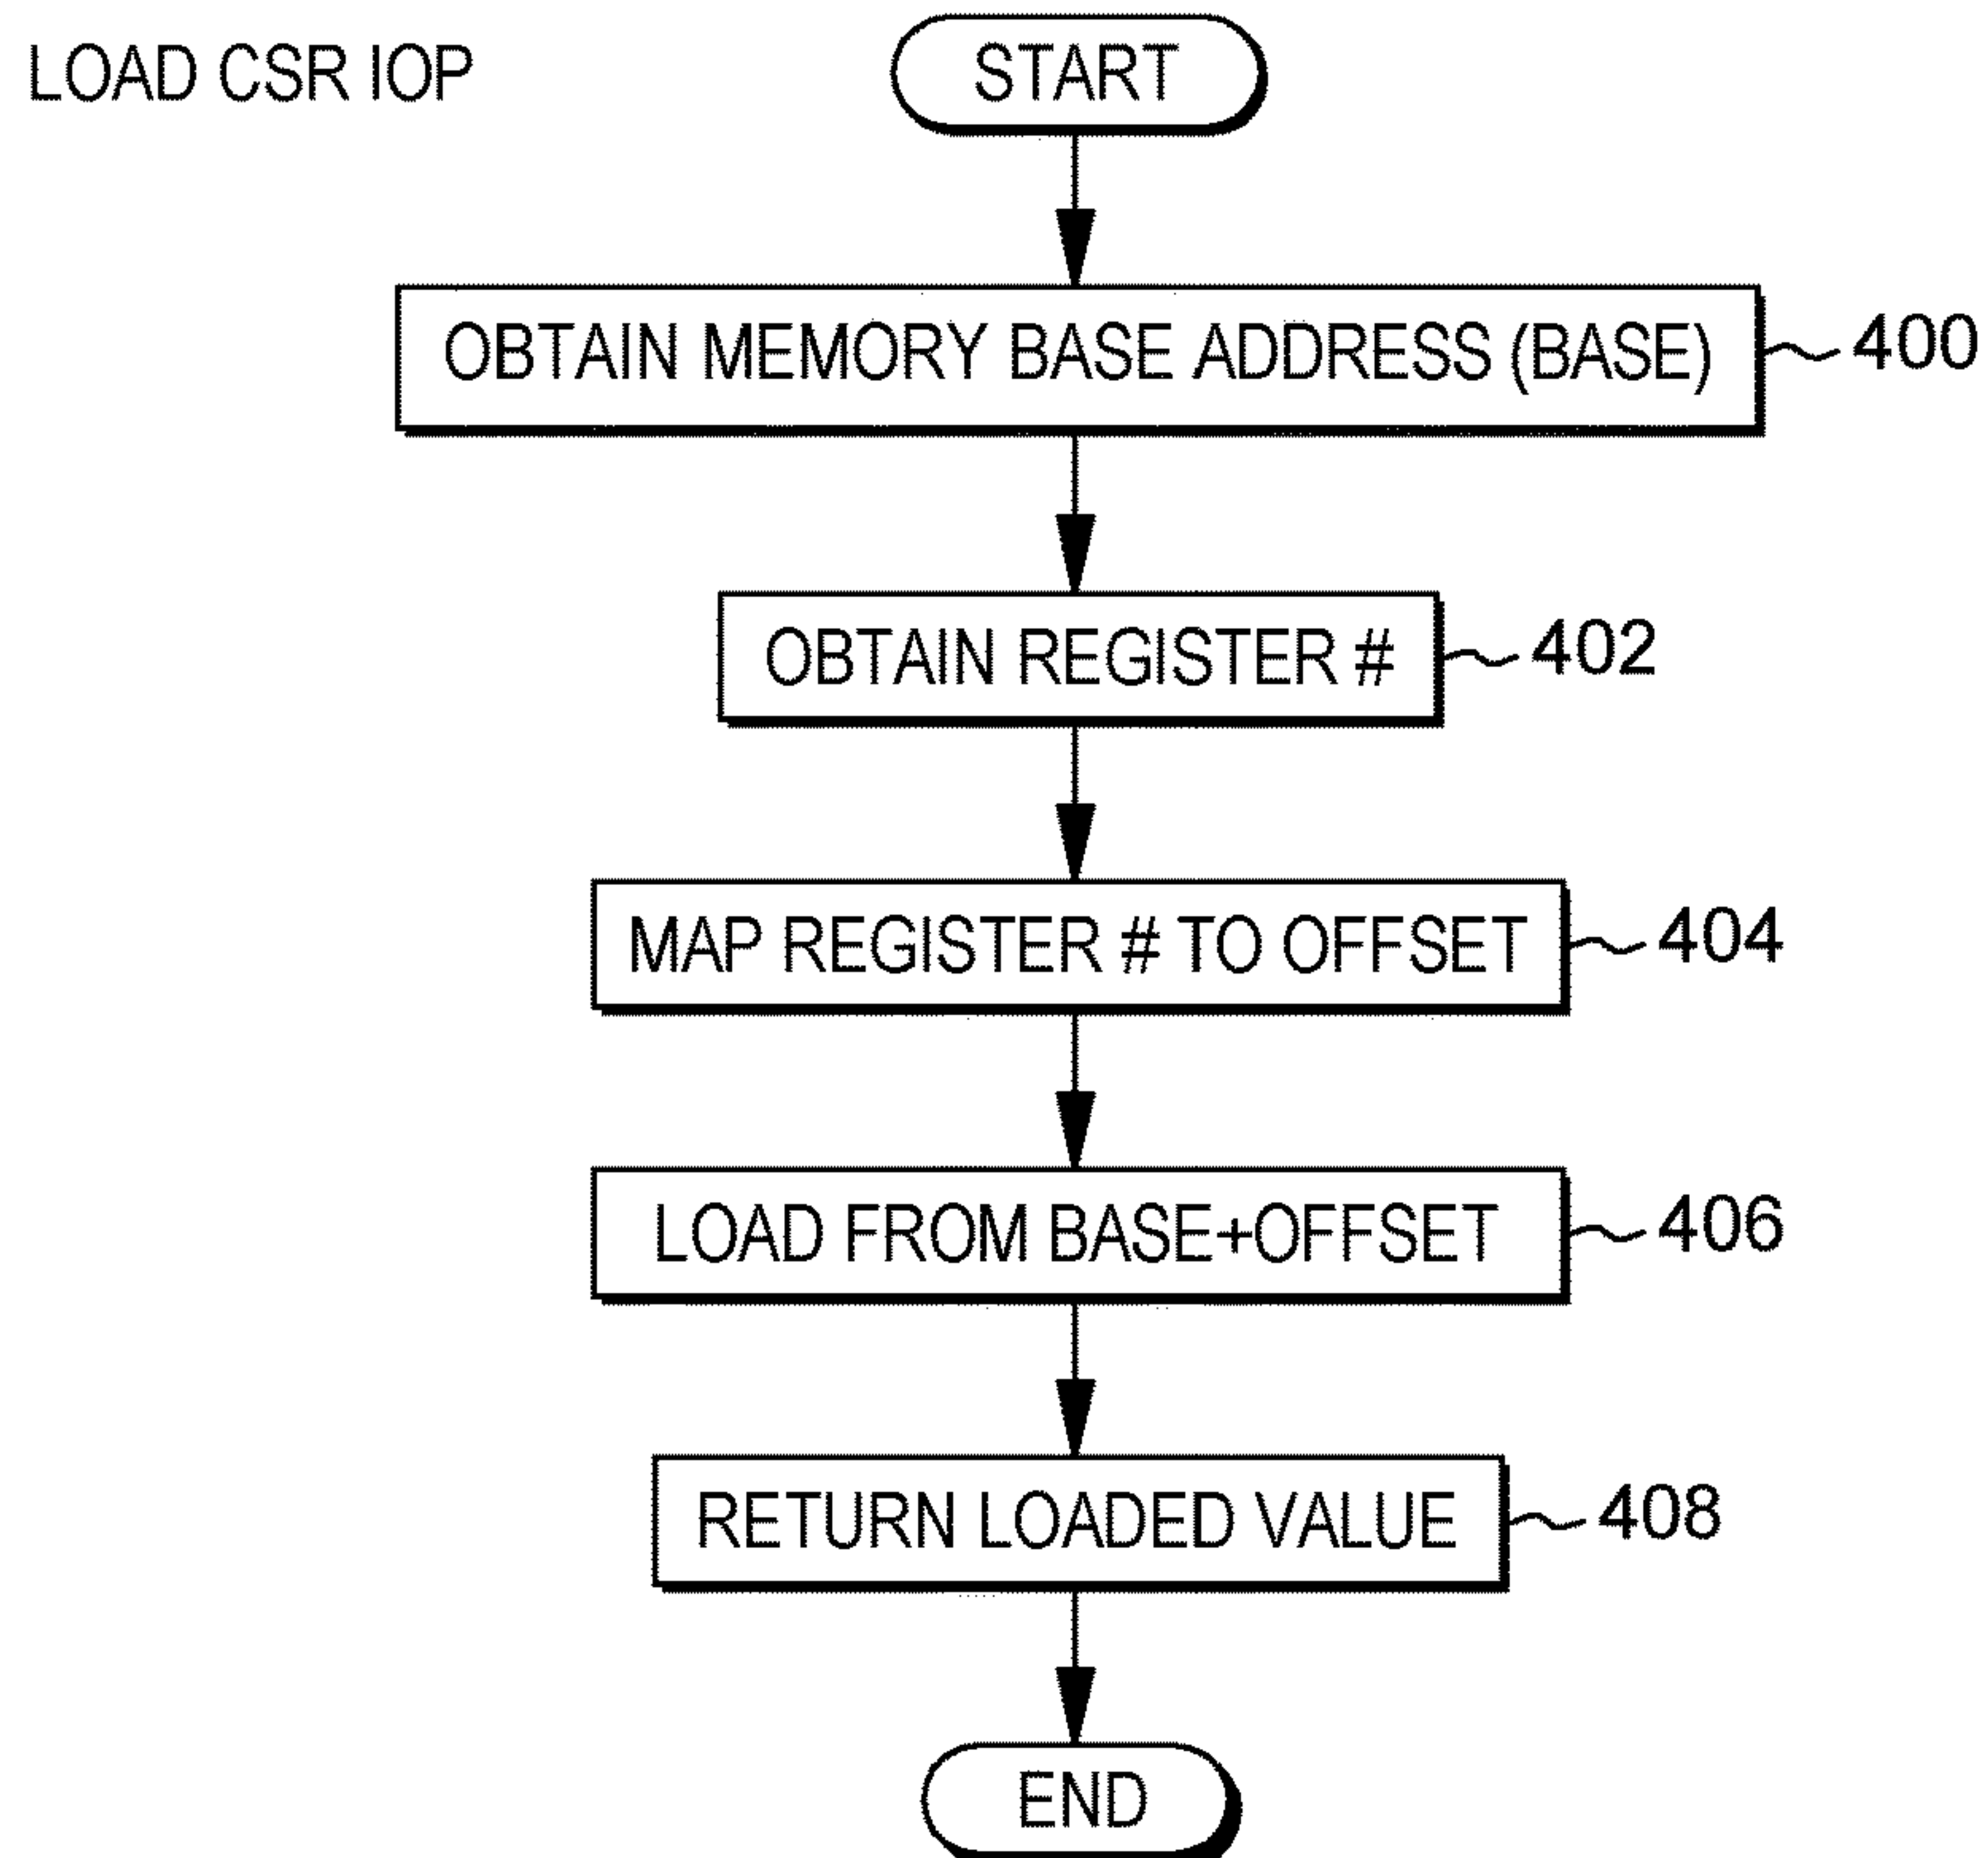 LOAD CSR IOP
START
OBTAIN MEMORY BASE ADDRESS (BASE)
400
OBTAIN REGISTER #
402
MAP REGISTER # TO OFFSET
404
LOAD FROM BASE+OFFSET
406
RETURN LOADED VALUE
408
END